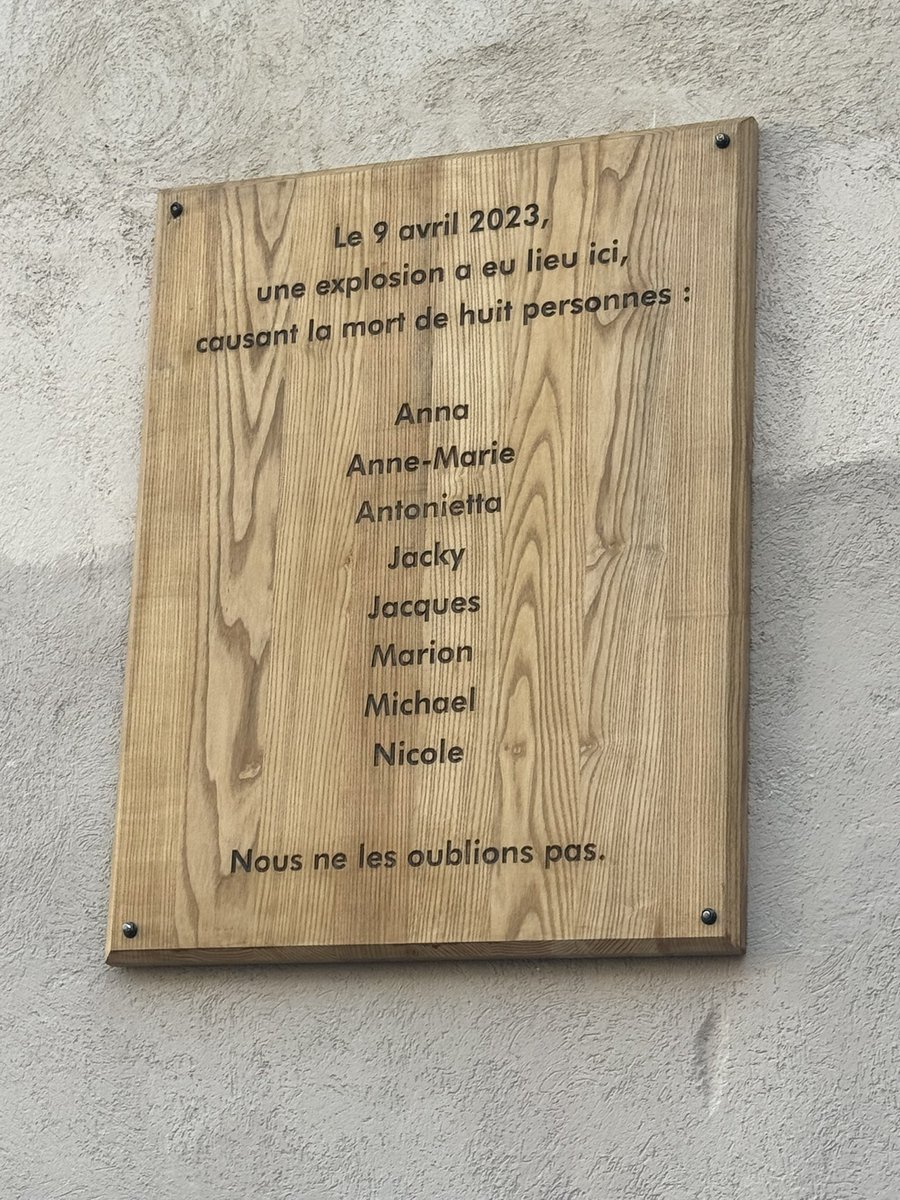 Le 9 avril 2023,
une explosion a eu lieu ici,
causant la mort de huit personnes :
Anna
Anne-Marie
Antonietta
Jacky
Jacques
Marion
Michael
Nicole
Nous ne les oublions pas.